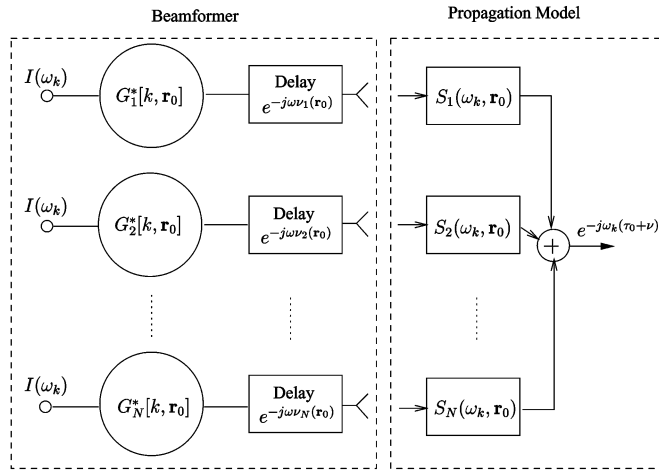 Beamformer
Propagation Model
I(ω_k)
G_1^*[k, r_0]
Delay
e^{-jων_1(r_0)}
S_1(ω_k, r_0)
I(ω_k)
G_2^*[k, r_0]
Delay
e^{-jων_2(r_0)}
S_2(ω_k, r_0)
+
e^{-jω_k(τ_0+ν)}
I(ω_k)
G_N^*[k, r_0]
Delay
e^{-jων_N(r_0)}
S_N(ω_k, r_0)